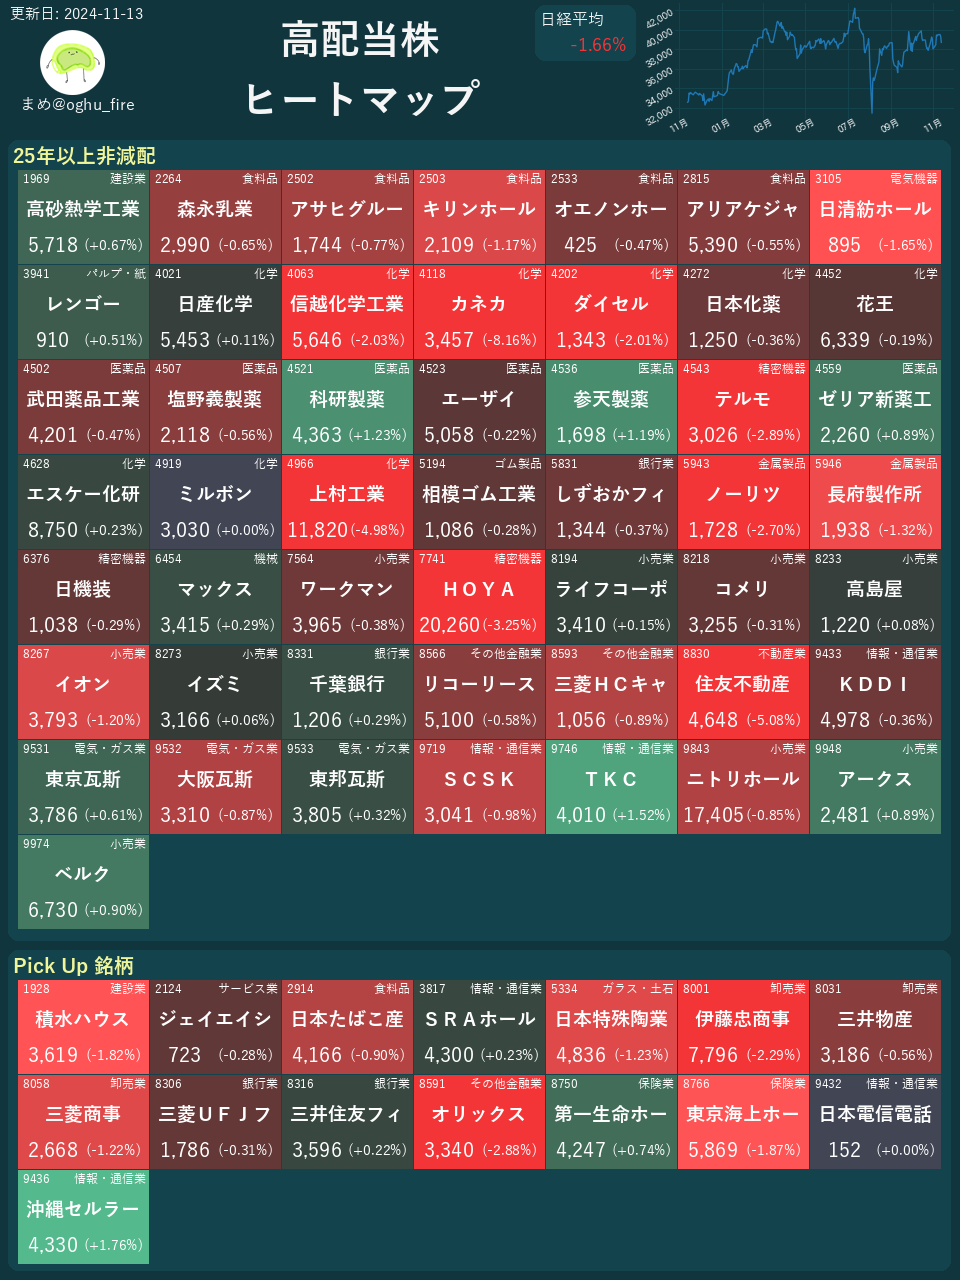 更新日: 2024-11-13
まめ@oghu_fire
高配当株
ヒートマップ
日経平均
-1.66%
42,000
40,000
38,000
36,000
34,000
32,000
11月 01月 03月 05月 07月 09月 11月
25年以上非減配
1969 建設業 2264 食料品 2502 食料品 2503 食料品 2533 食料品 2815 食料品 3105 電気機器
高砂熱学工業 森永乳業 アサヒグルー キリンホール オエノンホー アリアケジャ 日清紡ホール
5,718 (+0.67%) 2,990 (-0.65%) 1,744 (-0.77%) 2,109 (-1.17%) 425 (-0.47%) 5,390 (-0.55%) 895 (-1.65%)
3941 パルプ・紙 4021 化学 4063 化学 4118 化学 4202 化学 4272 化学 4452 化学
レンゴー 日産化学 信越化学工業 カネカ ダイセル 日本化薬 花王
910 (+0.51%) 5,453 (+0.11%) 5,646 (-2.03%) 3,457 (-8.16%) 1,343 (-2.01%) 1,250 (-0.36%) 6,339 (-0.19%)
4502 医薬品 4507 医薬品 4521 医薬品 4523 医薬品 4536 医薬品 4543 精密機器 4559 医薬品
武田薬品工業 塩野義製薬 科研製薬 エーザイ 参天製薬 テルモ ゼリア新薬工
4,201 (-0.47%) 2,118 (-0.56%) 4,363 (+1.23%) 5,058 (-0.22%) 1,698 (+1.19%) 3,026 (-2.89%) 2,260 (+0.89%)
4628 化学 4919 化学 4966 化学 5194 ゴム製品 5831 銀行業 5943 金属製品 5946 金属製品
エスケー化研 ミルボン 上村工業 相模ゴム工業 しずおかフィ ノーリツ 長府製作所
8,750 (+0.23%) 3,030 (+0.00%) 11,820 (-4.98%) 1,086 (-0.28%) 1,344 (-0.37%) 1,728 (-2.70%) 1,938 (-1.32%)
6376 精密機器 6454 機械 7564 小売業 7741 精密機器 8194 小売業 8218 小売業 8233 小売業
日機装 マックス ワークマン ＨＯＹＡ ライフコーポ コメリ 高島屋
1,038 (-0.29%) 3,415 (+0.29%) 3,965 (-0.38%) 20,260 (-3.25%) 3,410 (+0.15%) 3,255 (-0.31%) 1,220 (+0.08%)
8267 小売業 8273 小売業 8331 銀行業 8566 その他金融業 8593 その他金融業 8830 不動産業 9433 情報・通信業
イオン イズミ 千葉銀行 リコーリース 三菱ＨＣキャ 住友不動産 ＫＤＤＩ
3,793 (-1.20%) 3,166 (+0.06%) 1,206 (+0.29%) 5,100 (-0.58%) 1,056 (-0.89%) 4,648 (-5.08%) 4,978 (-0.36%)
9531 電気・ガス業 9532 電気・ガス業 9533 電気・ガス業 9719 情報・通信業 9746 情報・通信業 9843 小売業 9948 小売業
東京瓦斯 大阪瓦斯 東邦瓦斯 ＳＣＳＫ ＴＫＣ ニトリホール アークス
3,786 (+0.61%) 3,310 (-0.87%) 3,805 (+0.32%) 3,041 (-0.98%) 4,010 (+1.52%) 17,405 (-0.85%) 2,481 (+0.89%)
9974 小売業
ベルク
6,730 (+0.90%)
Pick Up 銘柄
1928 建設業 2124 サービス業 2914 食料品 3817 情報・通信業 5334 ガラス・土石 8001 卸売業 8031 卸売業
積水ハウス ジェイエイシ 日本たばこ産 ＳＲＡホール 日本特殊陶業 伊藤忠商事 三井物産
3,619 (-1.82%) 723 (-0.28%) 4,166 (-0.90%) 4,300 (+0.23%) 4,836 (-1.23%) 7,796 (-2.29%) 3,186 (-0.56%)
8058 卸売業 8306 銀行業 8316 銀行業 8591 その他金融業 8750 保険業 8766 保険業 9432 情報・通信業
三菱商事 三菱ＵＦＪフ 三井住友フィ オリックス 第一生命ホー 東京海上ホー 日本電信電話
2,668 (-1.22%) 1,786 (-0.31%) 3,596 (+0.22%) 3,340 (-2.88%) 4,247 (+0.74%) 5,869 (-1.87%) 152 (+0.00%)
9436 情報・通信業
沖縄セルラー
4,330 (+1.76%)